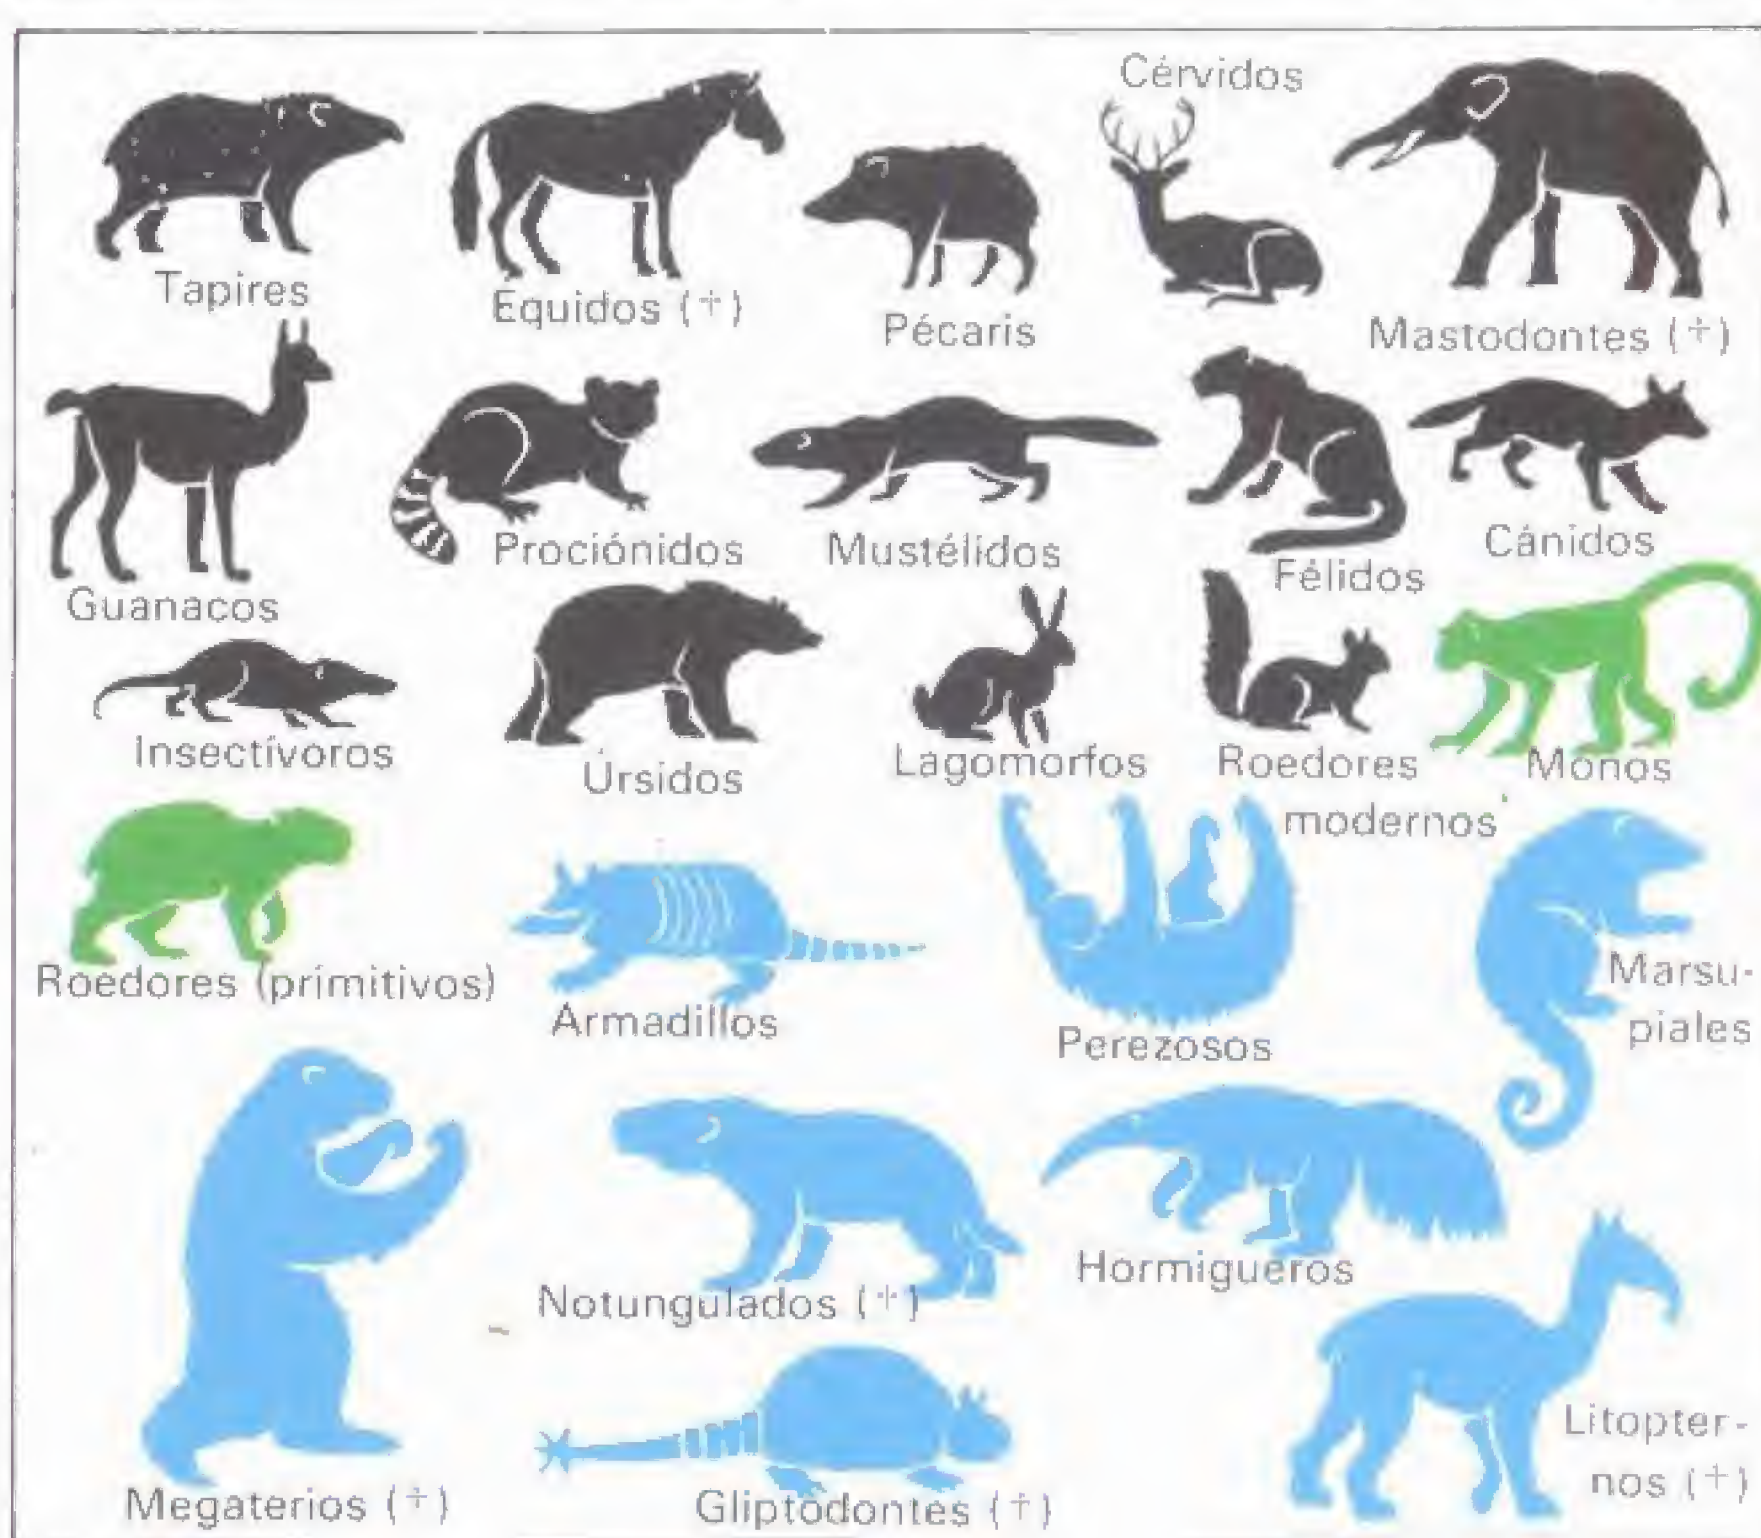 Cérvidos
Tapires
Equidos (†)
Pécaris
Mastodontes (†)
Guanacos
Prociónidos
Mustélidos
Félidos
Cánidos
Insectívoros
Úrsidos
Lagomorfos
Roedores
modernos
Monos
Roedores (primitivos)
Armadillos
Perezosos
Marsu-
piales
Megaterios (†)
Notungulados (†)
Hormigueros
Gliptodontes (†)
Litopter-
nos (†)